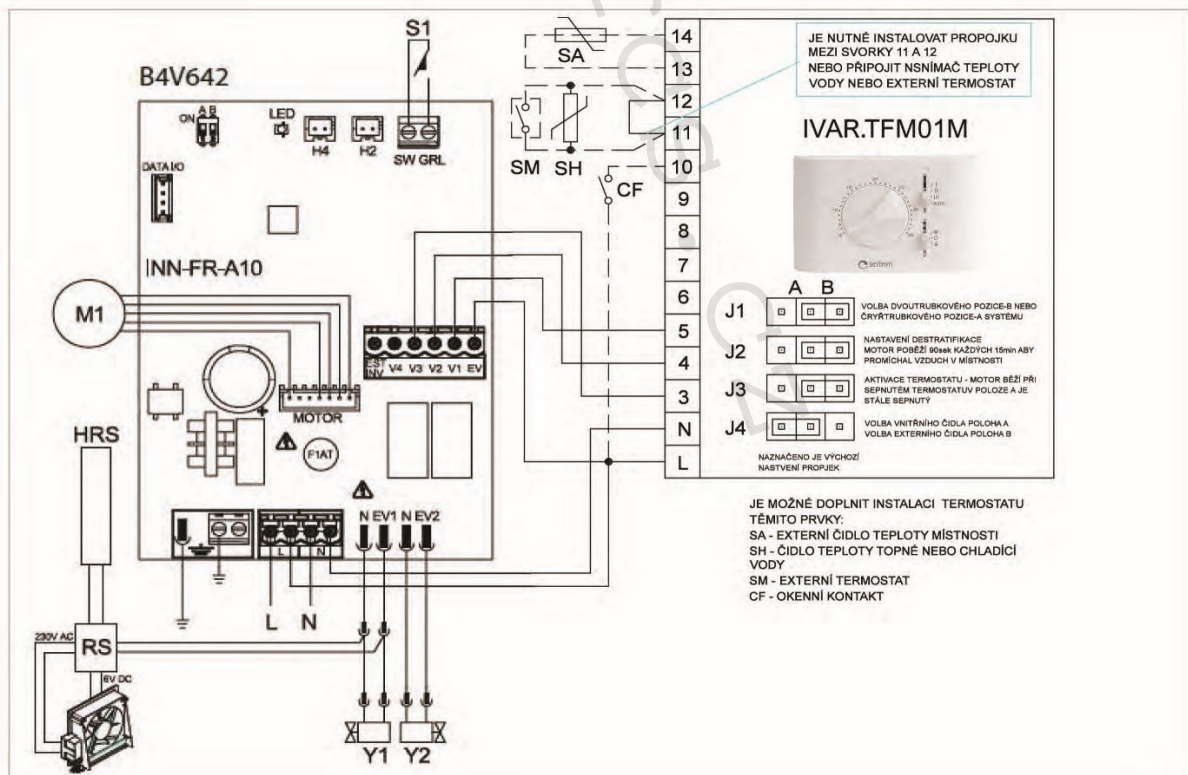 B4V642
S1
ON
A B
LED
H4
H2
SW GRL
DATA I/O
INN-FR-A10
M1
EST INV
V4
V3
V2
V1
EV
MOTOR
F1AT
HRS
N EV1 N EV2
L
N
L
N
230V AC
RS
6V DC
Y1
Y2
SA
SM
SH
CF
14
13
12
11
10
9
8
7
6
5
4
3
N
L
JE NUTNÉ INSTALOVAT PROPOJKU
MEZI SVORKY 11 A 12
NEBO PŘIPOJIT NSNÍMAČ TEPLOTY
VODY NEBO EXTERNÍ TERMOSTAT
IVAR.TFM01M
seitron
A B
J1
VOLBA DVOUTRUBKOVÉHO POZICE-B NEBO
ČRYŘTRUBKOVÉHO POZICE-A SYSTÉMU
J2
NASTAVENÍ DESTRATIFIKACE
MOTOR POBĚŽÍ 90sek KAŽDÝCH 15min ABY
PROMÍCHAL VZDUCH V MÍSTNOSTI
J3
AKTIVACE TERMOSTATU - MOTOR BĚŽÍ PŘI
SEPNUTÉM TERMOSTATUV POLOZE A JE
STÁLE SEPNUTÝ
J4
VOLBA VNITŘNÍHO ČIDLA POLOHA A
VOLBA EXTERNÍHO ČIDLA POLOHA B
NAZNAČENO JE VÝCHOZÍ
NASTVENÍ PROPJEK
JE MOŽNÉ DOPLNIT INSTALACI TERMOSTATU
TĚMITO PRVKY:
SA - EXTERNÍ ČIDLO TEPLOTY MÍSTNOSTI
SH - ČIDLO TEPLOTY TOPNÉ NEBO CHLADÍCÍ
VODY
SM - EXTERNÍ TERMOSTAT
CF - OKENNÍ KONTAKT